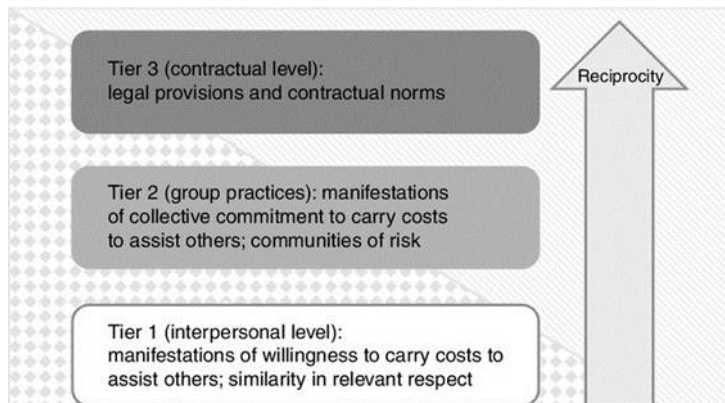 Tier 3 (contractual level):
legal provisions and contractual norms
Reciprocity
Tier 2 (group practices): manifestations
of collective commitment to carry costs
to assist others; communities of risk
Tier 1 (interpersonal level):
manifestations of willingness to carry costs to
assist others; similarity in relevant respect